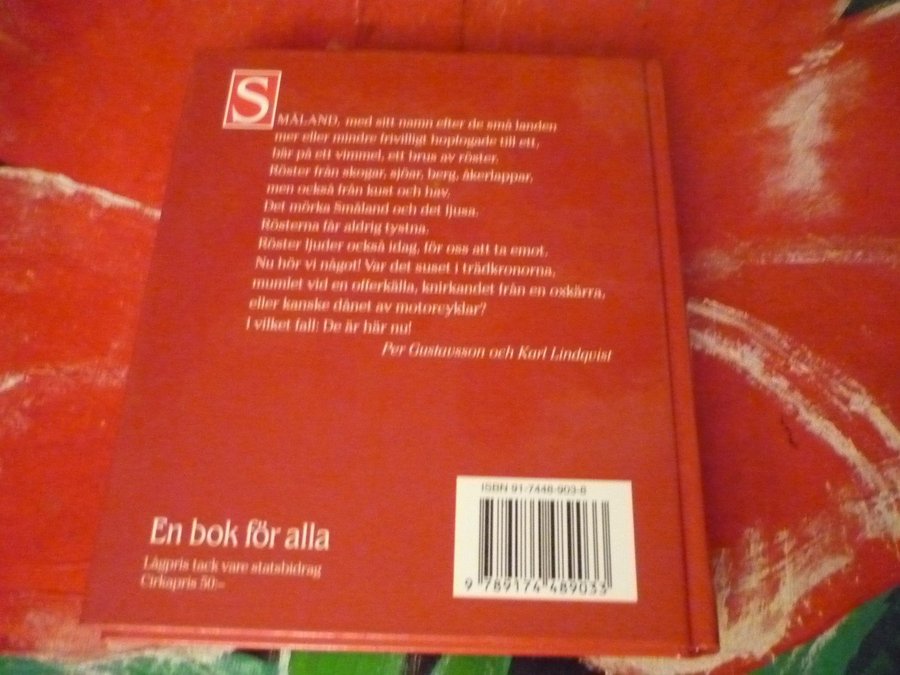 SMÅLAND, med sitt namn efter de små landen
mer eller mindre frivilligt hopfogade till ett,
bär på ett vimmel, ett brus av röster.
Röster från skogar, sjöar, berg, åkerlappar,
men också från kust och hav.
Det mörka Småland och det ljusa.
Rösterna får aldrig tystna.
Röster ljuder också idag, för oss att ta emot.
Nu hör vi något! Var det suset i trädkronorna,
mumlet vid en offerkälla, knirkandet från en oxkärra,
eller kanske dånet av motorcyklar?
I vilket fall: De är här nu!
Per Gustavsson och Karl Lindqvist
ISBN 91-7448-903-8
9 789174 489033
En bok för alla
Lågpris tack vare statsbidrag
Cirkapris 50:–